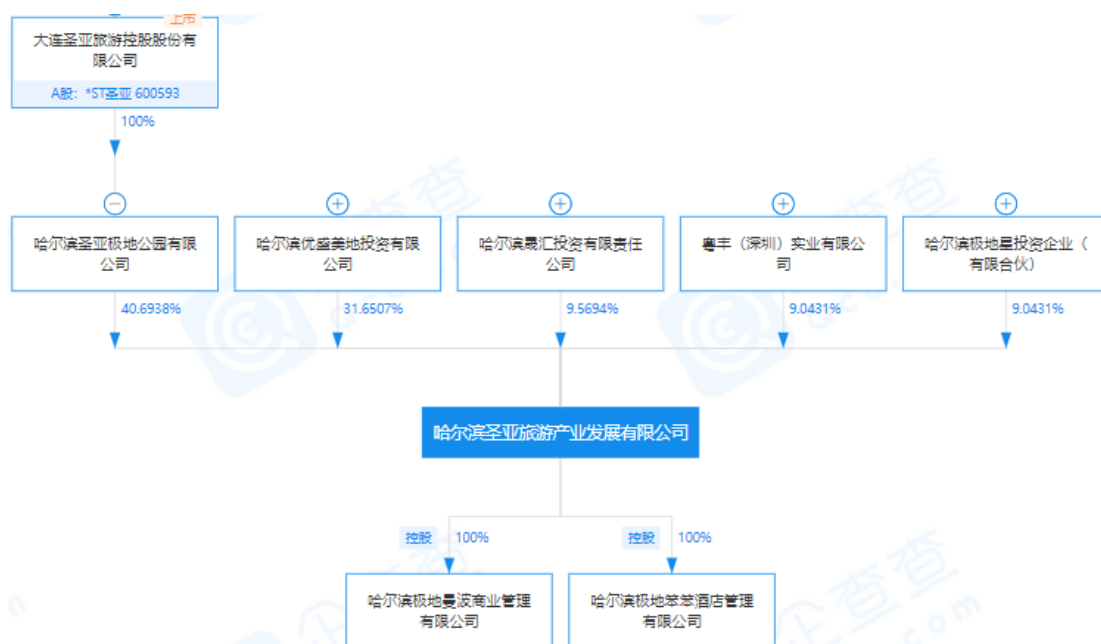 上市
大连圣亚旅游控股股份有
限公司
A股：*ST圣亚 600593
100%
哈尔滨圣亚极地公园有限
公司
哈尔滨优盛美地投资有限
公司
哈尔滨晟汇投资有限责任
公司
粤丰（深圳）实业有限公
司
哈尔滨极地星投资企业（
有限合伙）
40.6938%
31.6507%
9.5694%
9.0431%
9.0431%
哈尔滨圣亚旅游产业发展有限公司
控股
100%
控股
100%
哈尔滨极地曼波商业管理
有限公司
哈尔滨极地笨笨酒店管理
有限公司